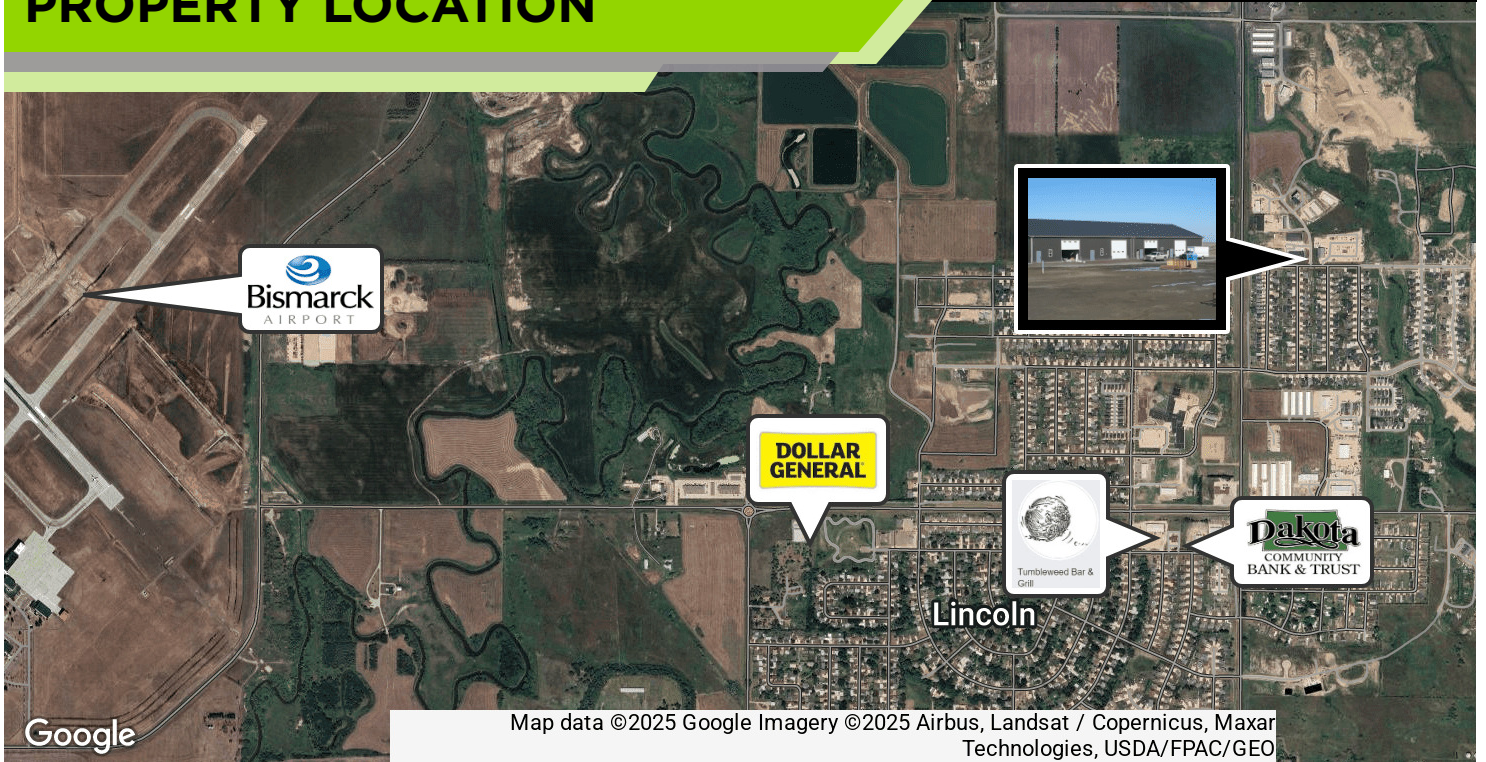 PROPERTY LOCATION
Bismarck
AIRPORT
DOLLAR
GENERAL
Tumbleweed Bar &
Grill
Dakota
COMMUNITY
BANK & TRUST
Lincoln
Google
Map data ©2025 Google Imagery ©2025 Airbus, Landsat / Copernicus, Maxar
Technologies, USDA/FPAC/GEO